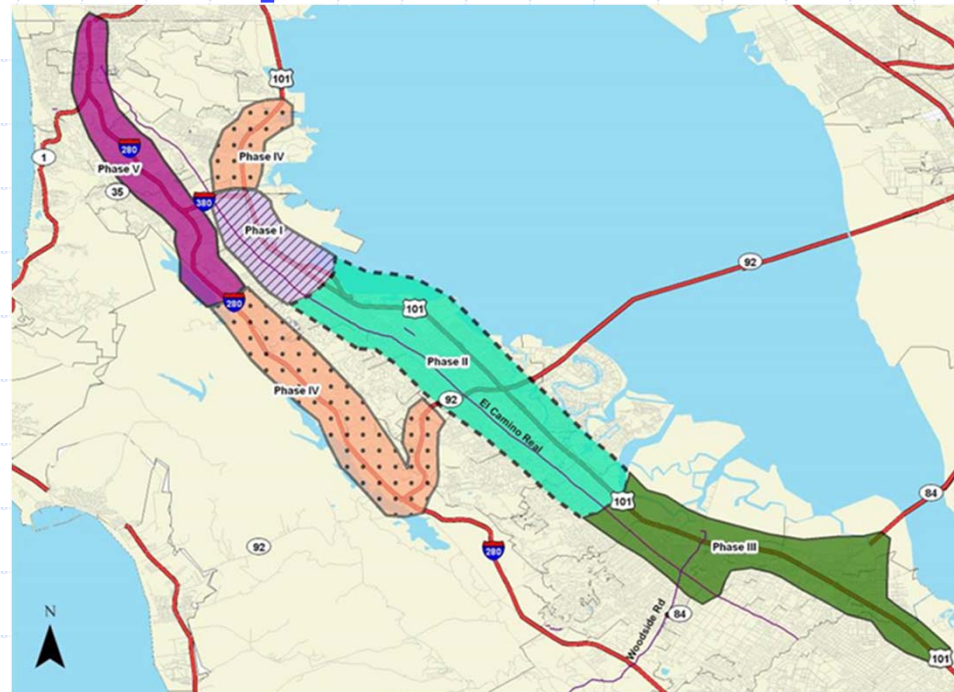 101
Phase IV
1
280
Phase V
35
380
Phase I
92
280
101
Phase II
Phase IV
92
El Camino Real
101
84
Phase III
92
280
N
84
Woodside Rd
101